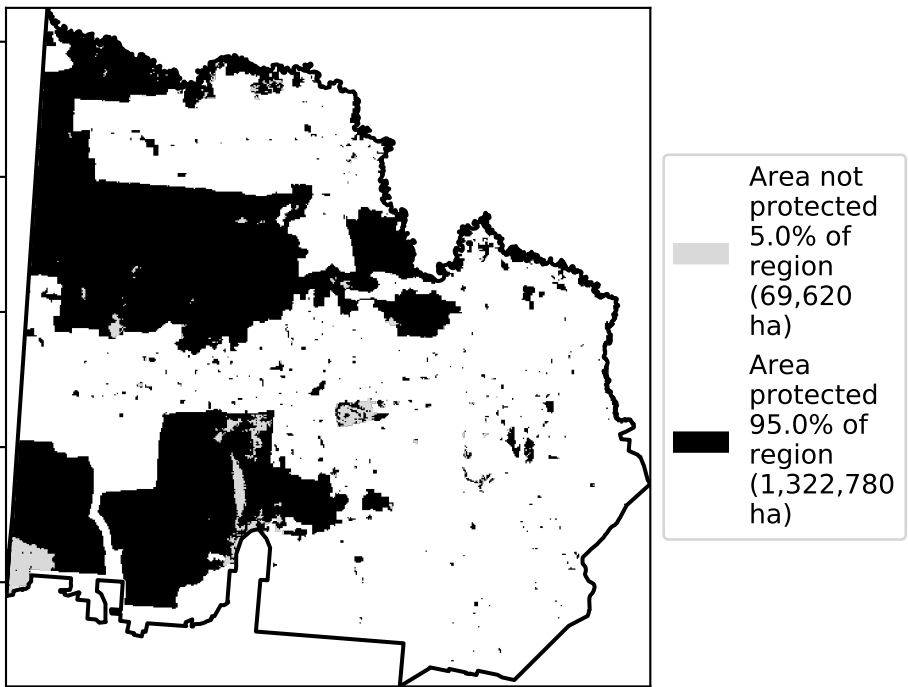 Area not
protected
5.0% of
region
(69,620
ha)
Area
protected
95.0% of
region
(1,322,780
ha)